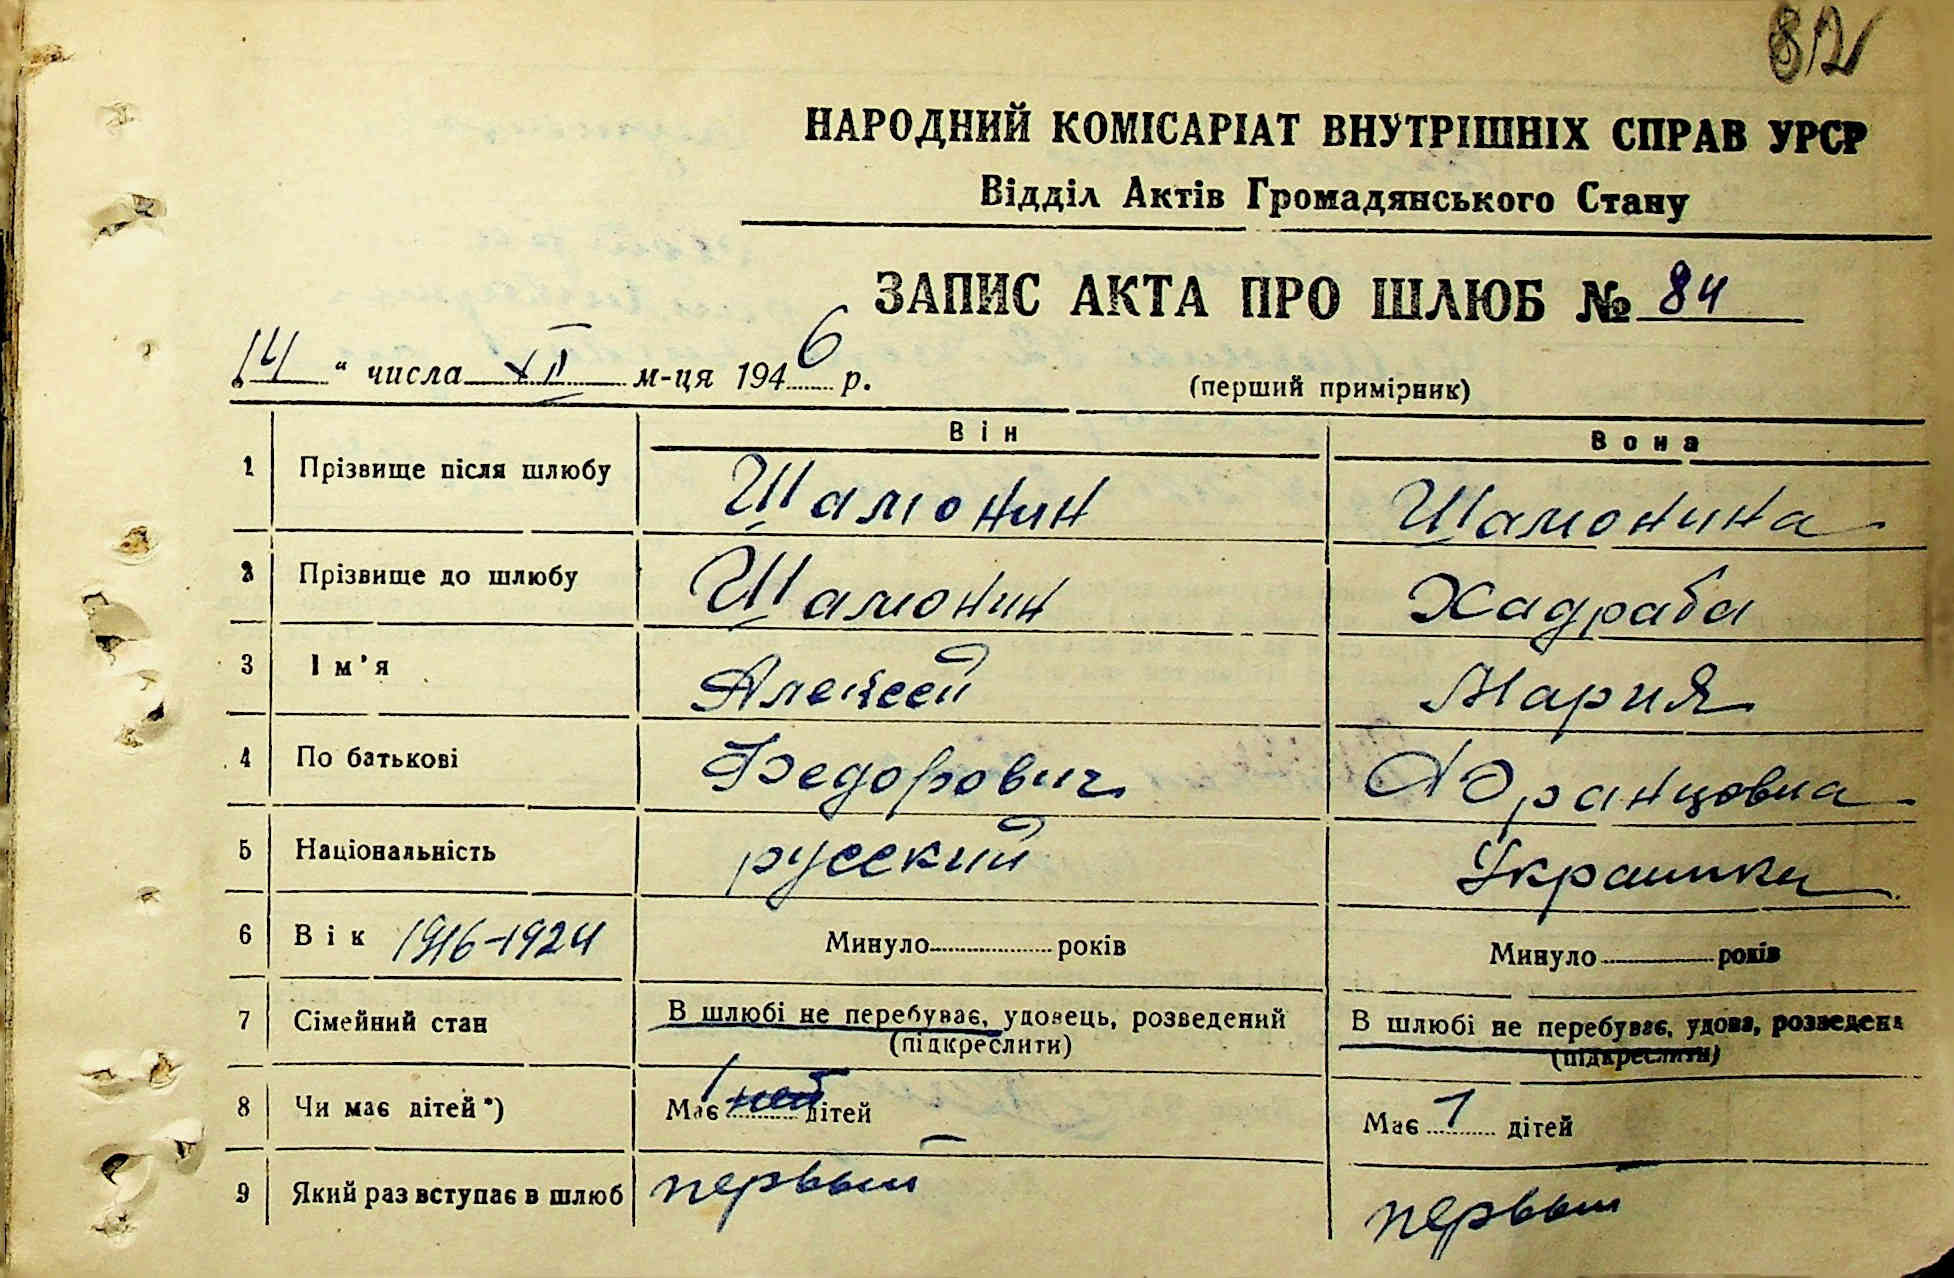 82
НАРОДНИЙ КОМІСАРІАТ ВНУТРІШНІХ СПРАВ УРСР
Відділ Актів Громадянського Стану
ЗАПИС АКТА ПРО ШЛЮБ № 84
„14“ числа XII м-ця 1946 р.
(перший примірник)
Він Вона
1 Прізвище після шлюбу Шамонин Шамонина
2 Прізвище до шлюбу Шамонин Хадраба
3 Ім'я Алексей Мария
4 По батькові Федорович Францовна
5 Національність русский Украинка
6 Вік 1916-1924 Минуло років Минуло років
7 Сімейний стан В шлюбі не перебуває, удовець, розведений (підкреслити) В шлюбі не перебуває, удова, розведена (підкреслити)
8 Чи має дітей*) Має 1 нет дітей Має 1 дітей
9 Який раз вступає в шлюб первый первый